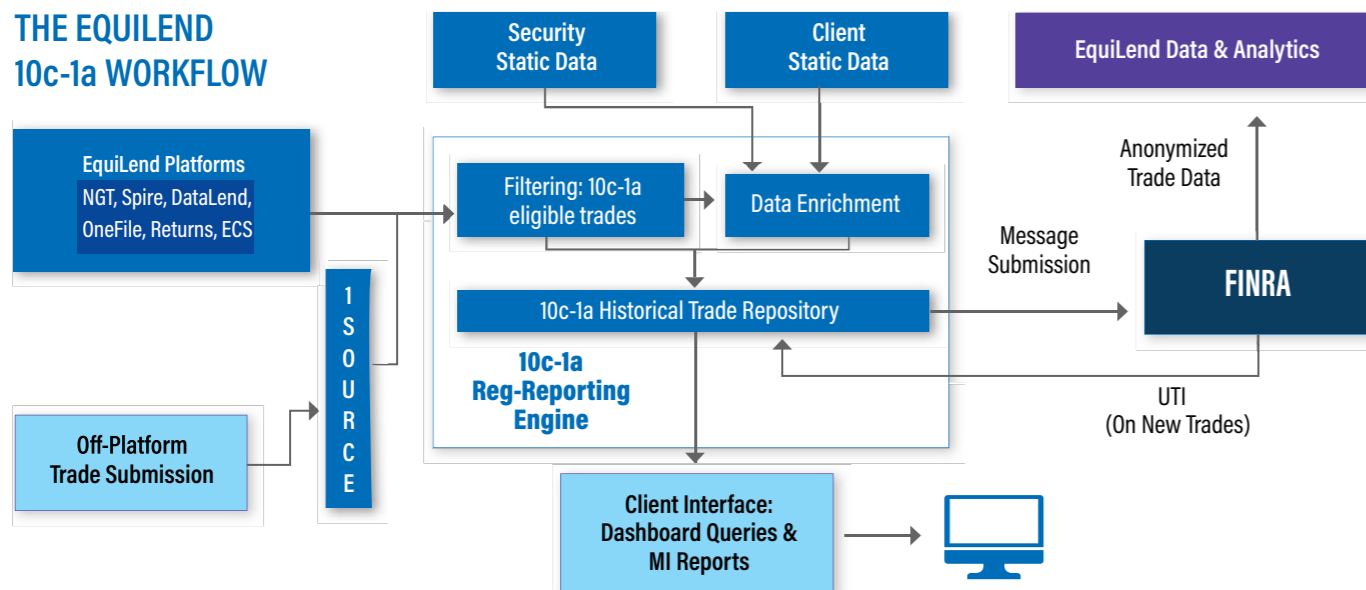 THE EQUILEND
10c-1a WORKFLOW
Security
Static Data
Client
Static Data
EquiLend Data & Analytics
EquiLend Platforms
NGT, Spire, DataLend,
OneFile, Returns, ECS
Filtering: 10c-1a
eligible trades
Data Enrichment
Anonymized
Trade Data
Message
Submission
FINRA
1
S
O
U
R
C
E
10c-1a Historical Trade Repository
10c-1a
Reg-Reporting
Engine
UTI
(On New Trades)
Off-Platform
Trade Submission
Client Interface:
Dashboard Queries &
MI Reports